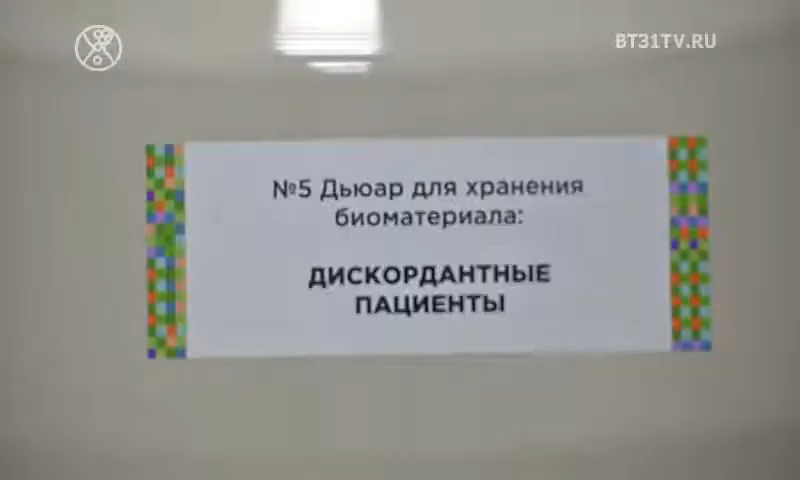 BT31TV.RU
№5 Дьюар для хранения
биоматериала:
ДИСКОРДАНТНЫЕ
ПАЦИЕНТЫ